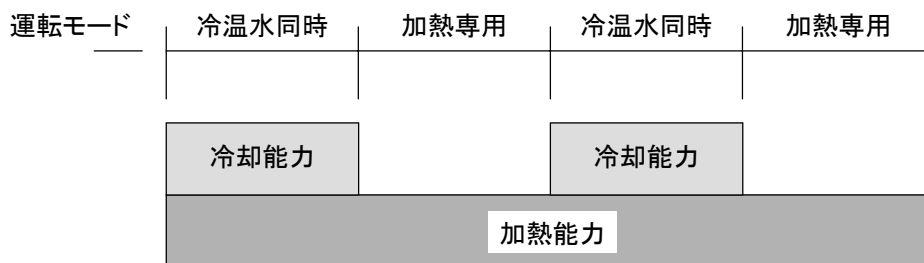 運転モード 冷温水同時 加熱専用 冷温水同時 加熱専用
冷却能力 冷却能力
加熱能力